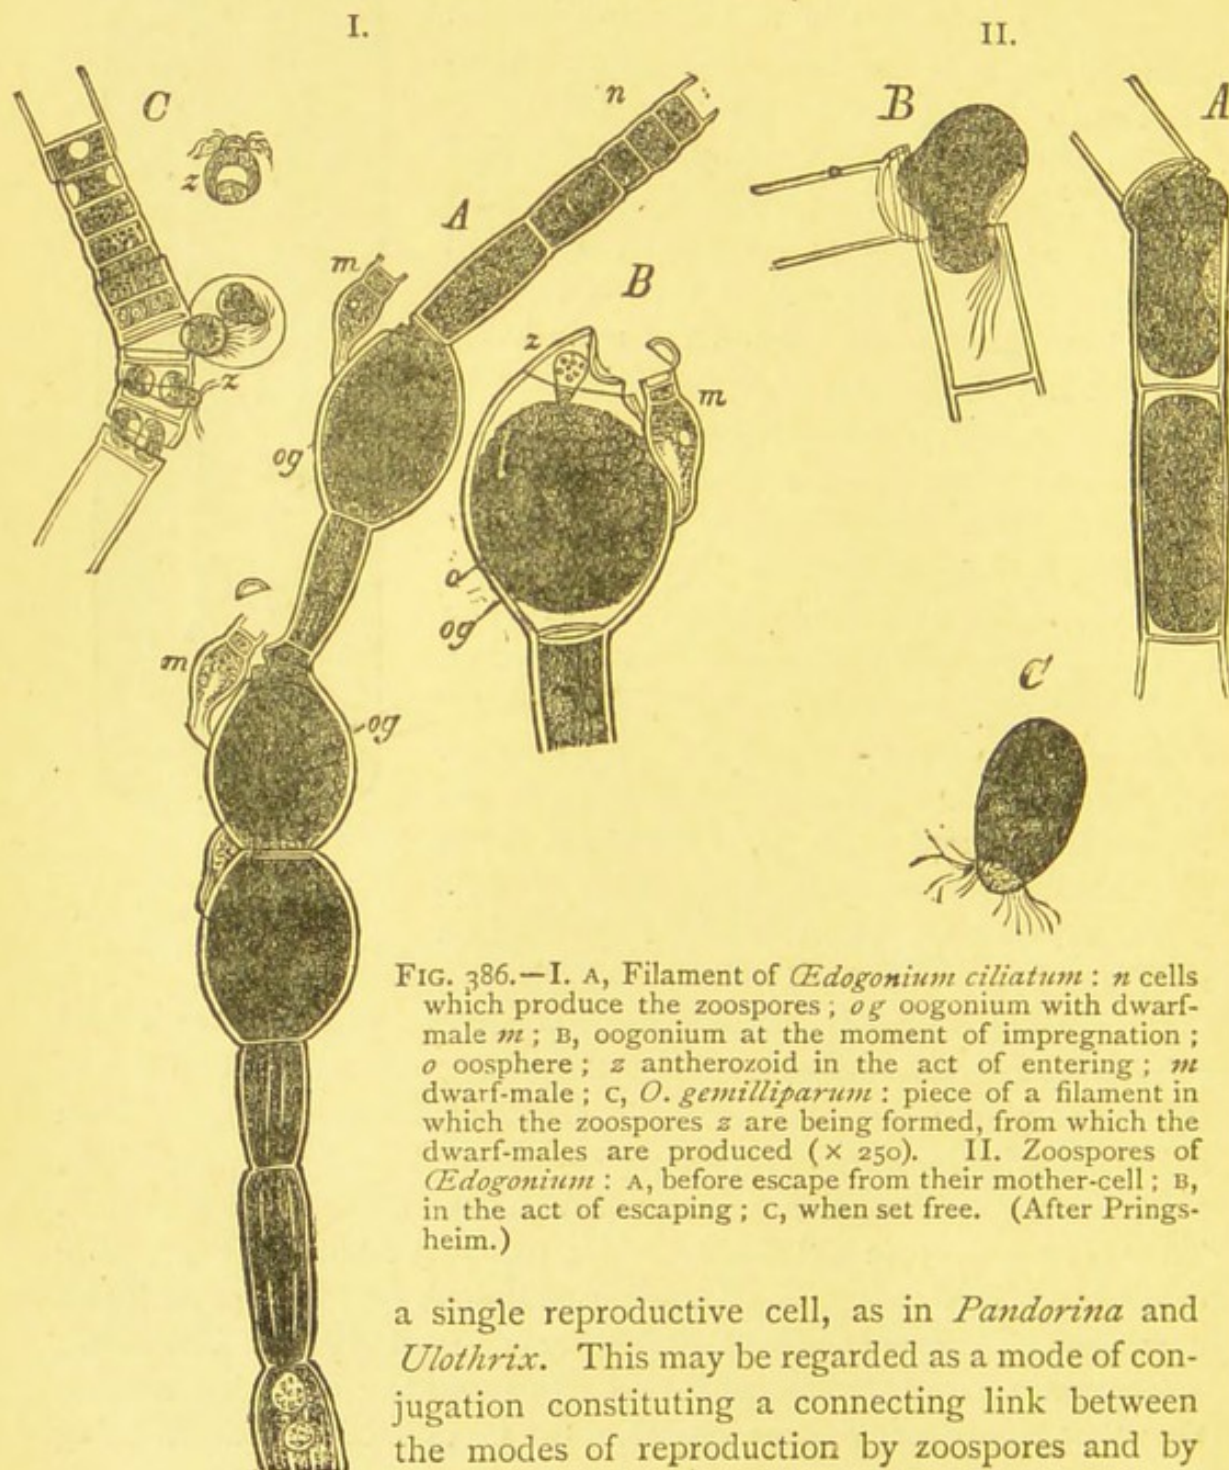 I.
II.
C
n
B
A
z
A
m
B
z
m
z
og
o
og
m
og
C
FIG. 386.—I. A, Filament of Œdogonium ciliatum : n cells
which produce the zoospores ; og oogonium with dwarf-
male m ; B, oogonium at the moment of impregnation ;
o oosphere ; z antherozoid in the act of entering ; m
dwarf-male ; C, O. gemilliparum : piece of a filament in
which the zoospores z are being formed, from which the
dwarf-males are produced (× 250). II. Zoospores of
Œdogonium : A, before escape from their mother-cell ; B,
in the act of escaping ; C, when set free. (After Prings-
heim.)
a single reproductive cell, as in Pandorina and
Ulothrix. This may be regarded as a mode of con-
jugation constituting a connecting link between
the modes of reproduction by zoospores and by